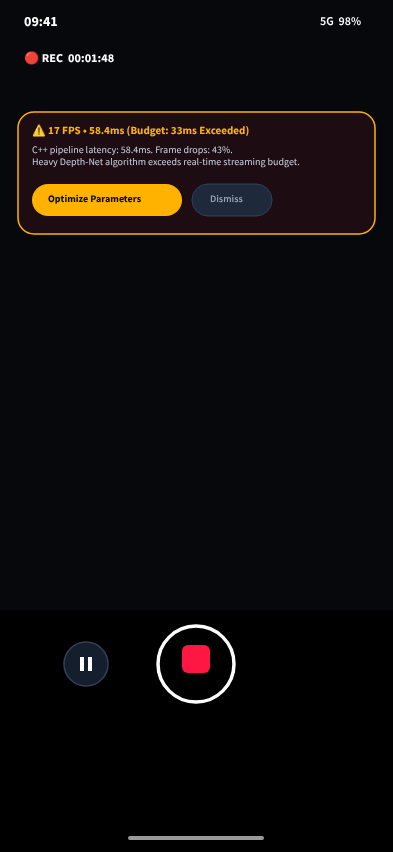 09:41
5G 98%
🔴 REC 00:01:48
⚠️ 17 FPS • 58.4ms (Budget: 33ms Exceeded)
C++ pipeline latency: 58.4ms. Frame drops: 43%.
Heavy Depth-Net algorithm exceeds real-time streaming budget.
Optimize Parameters
Dismiss